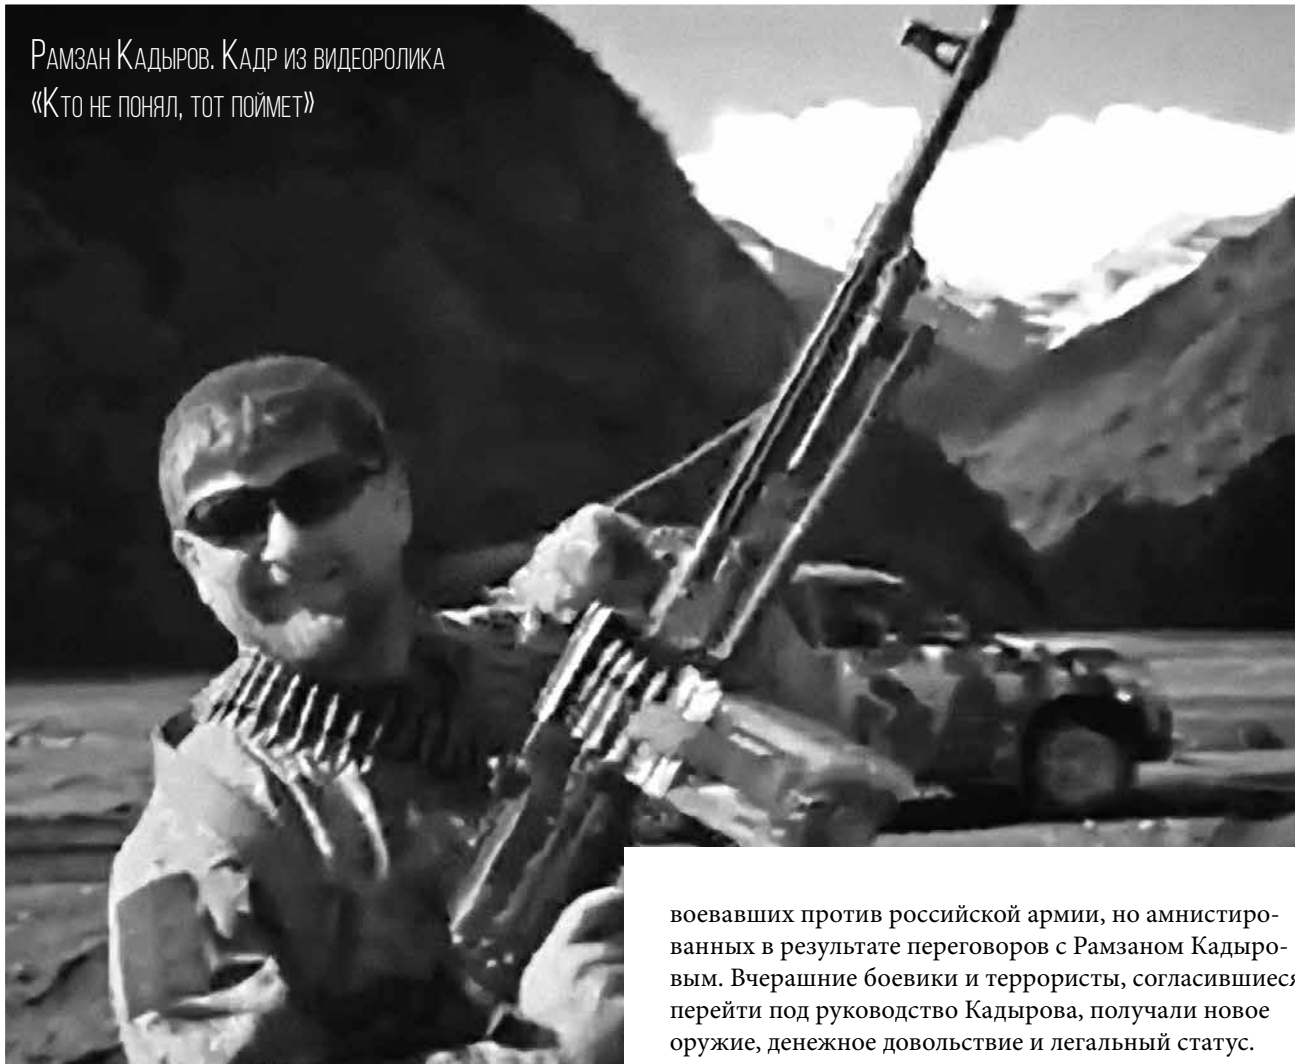 Рамзан Кадыров. Кадр из видеоролика
«Кто не понял, тот поймет»
воевавших против российской армии, но амнистиро-
ванных в результате переговоров с Рамзаном Кадыро-
вым. Вчерашние боевики и террористы, согласившиеся
перейти под руководство Кадырова, получали новое
оружие, денежное довольствие и легальный статус.